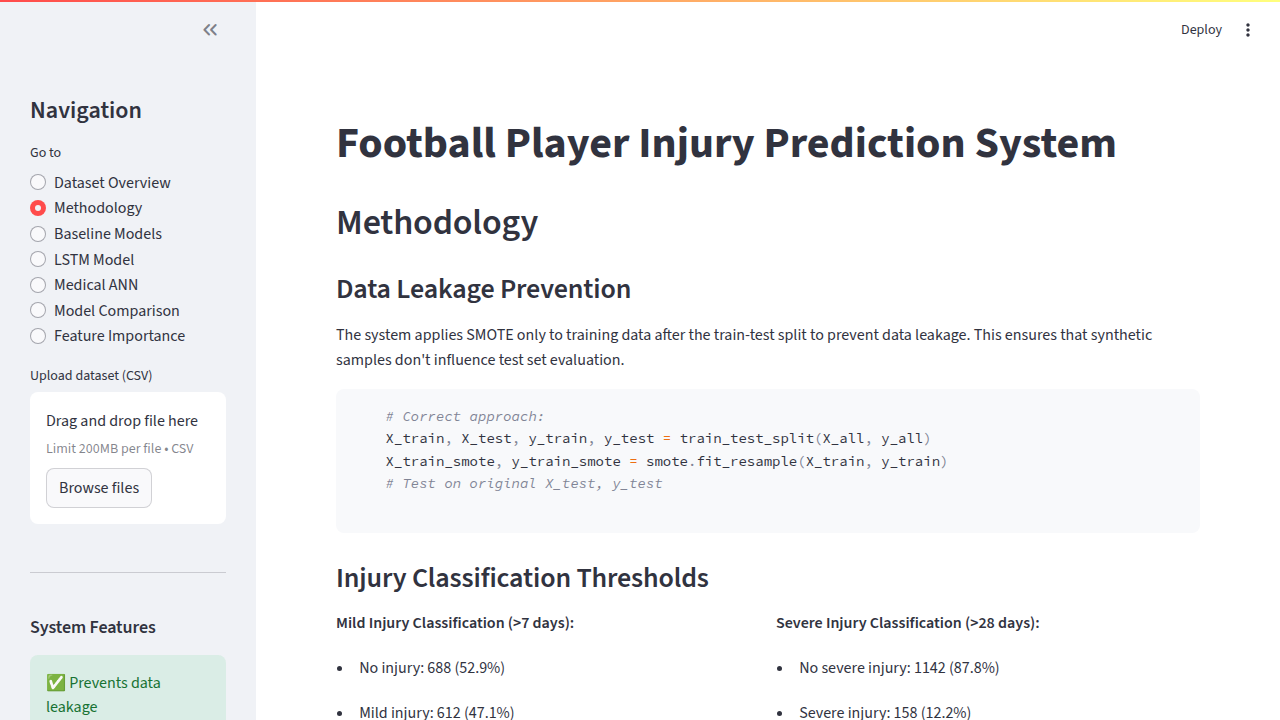 Deploy
Navigation
Go to
Dataset Overview
Methodology
Baseline Models
LSTM Model
Medical ANN
Model Comparison
Feature Importance
Upload dataset (CSV)
Drag and drop file here
Limit 200MB per file • CSV
Browse files
System Features
✅ Prevents data
leakage
Football Player Injury Prediction System
Methodology
Data Leakage Prevention
The system applies SMOTE only to training data after the train-test split to prevent data leakage. This ensures that synthetic
samples don't influence test set evaluation.
# Correct approach:
X_train, X_test, y_train, y_test = train_test_split(X_all, y_all)
X_train_smote, y_train_smote = smote.fit_resample(X_train, y_train)
# Test on original X_test, y_test
Injury Classification Thresholds
Mild Injury Classification (>7 days):
• No injury: 688 (52.9%)
• Mild injury: 612 (47.1%)
Severe Injury Classification (>28 days):
• No severe injury: 1142 (87.8%)
• Severe injury: 158 (12.2%)